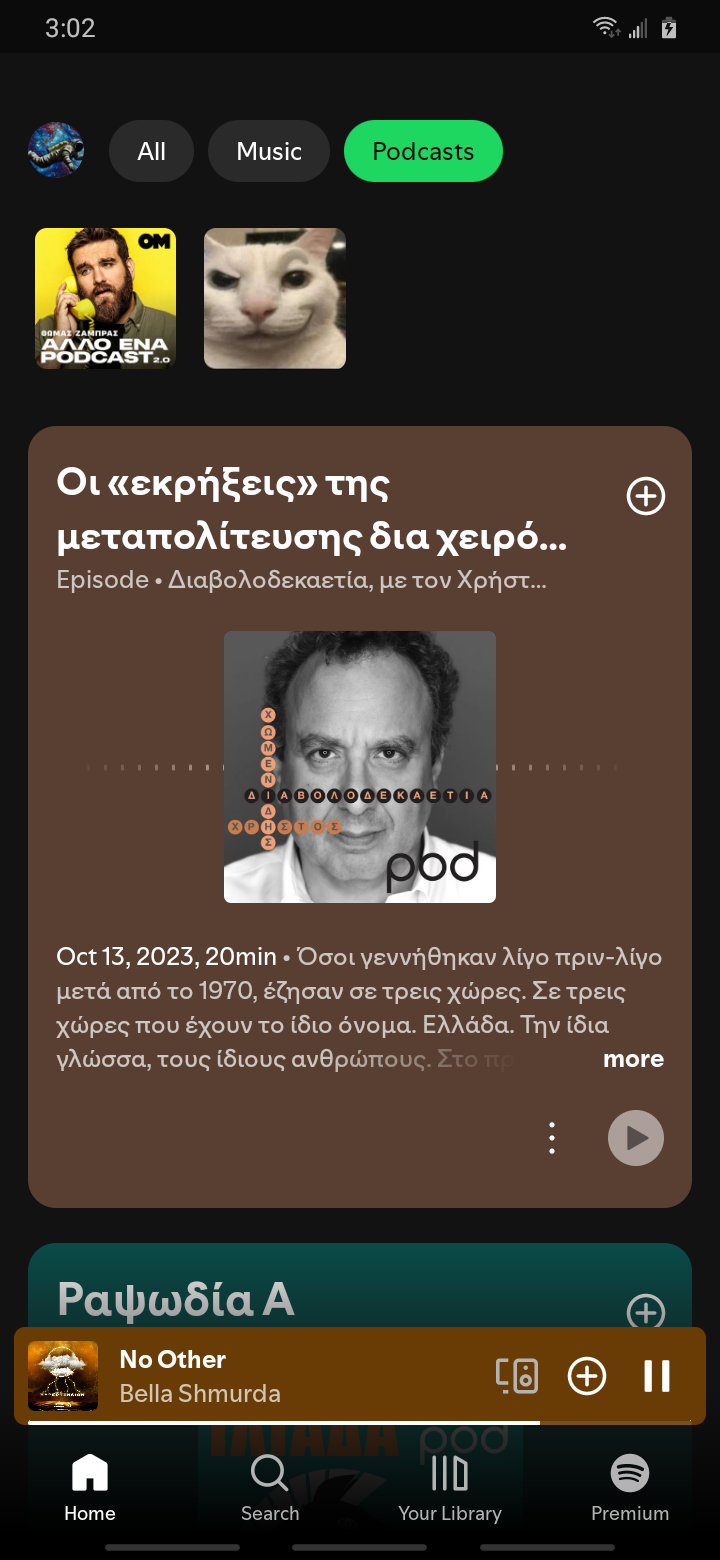 3:02
All
Music
Podcasts
OM
ΘΩΜΑΣ ΖΑΜΠΡΑΣ
ΑΛΛΟ ΕΝΑ
PODCAST 2.0
Οι «εκρήξεις» της
μεταπολίτευσης δια χειρό...
Episode • Διαβολοδεκαετία, με τον Χρήστ...
ΧΩΜΕΝΙΔΗΣ
ΔΙΑΒΟΛΟΔΕΚΑΕΤΙΑ
ΧΡΗΣΤΟΣ
pod
Oct 13, 2023, 20min • Όσοι γεννήθηκαν λίγο πριν-λίγο
μετά από το 1970, έζησαν σε τρεις χώρες. Σε τρεις
χώρες που έχουν το ίδιο όνομα. Ελλάδα. Την ίδια
γλώσσα, τους ίδιους ανθρώπους. Στο πρ
more
Ραψωδία Α
No Other
Bella Shmurda
ΙΛΙΑΔΑ
pod
Home
Search
Your Library
Premium